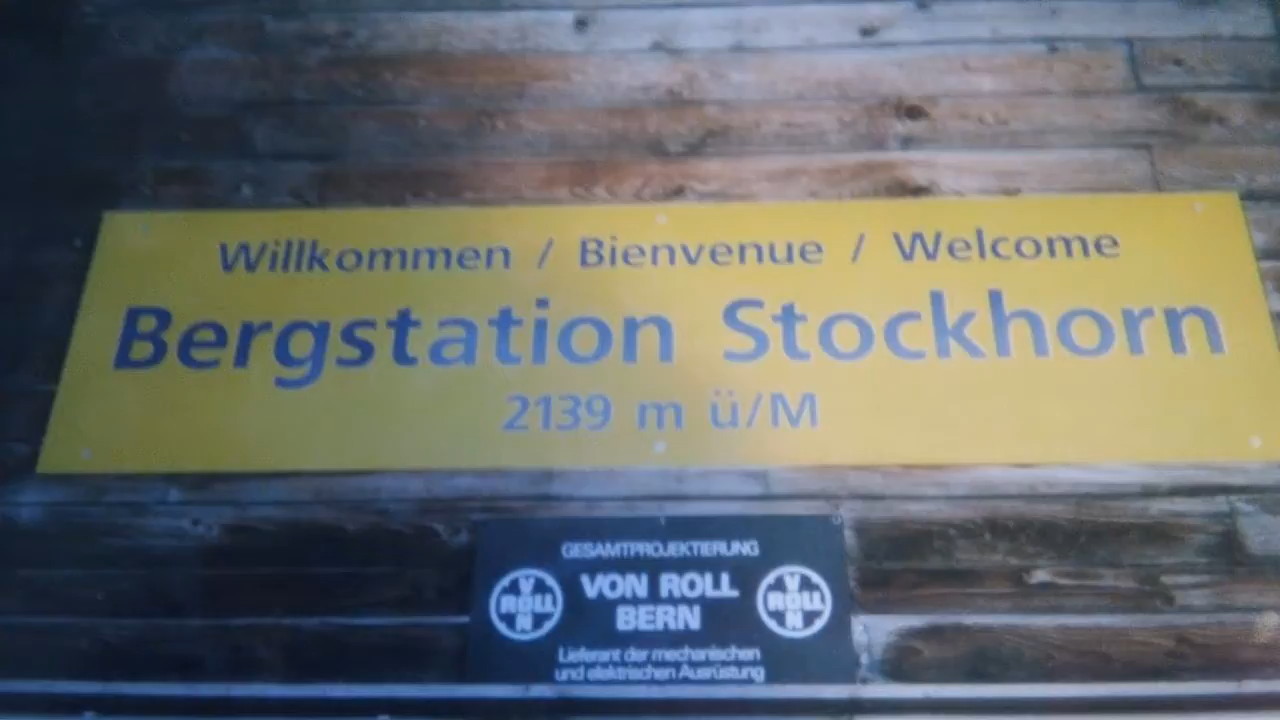 Willkommen / Bienvenue / Welcome
Bergstation Stockhorn
2139 m ü/M
GESAMTPROJEKTIERUNG
VON ROLL
VON ROLL
BERN
VON ROLL
Lieferant der mechanischen
und elektrischen Ausrüstung